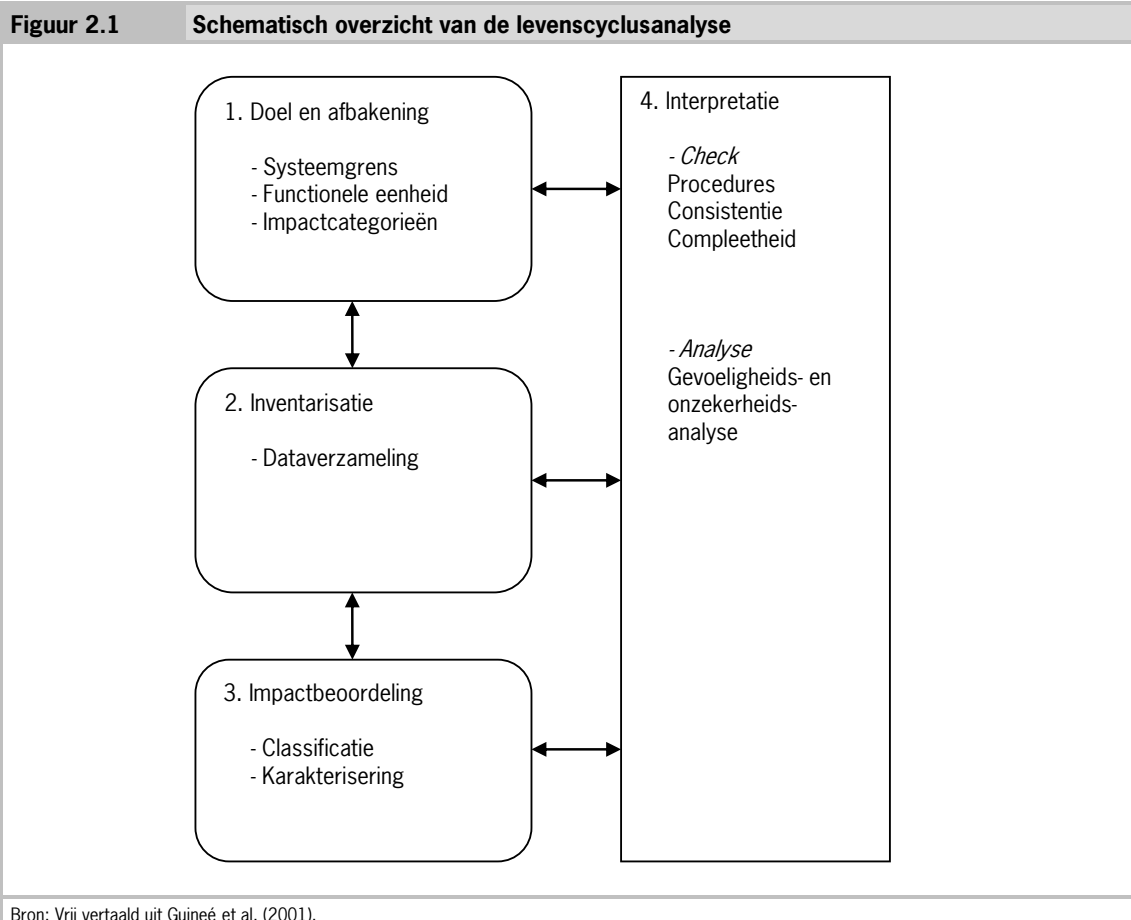 Figuur 2.1 Schematisch overzicht van de levenscyclusanalyse
1. Doel en afbakening
- Systeemgrens
- Functionele eenheid
- Impactcategorieën
2. Inventarisatie
- Dataverzameling
3. Impactbeoordeling
- Classificatie
- Karakterisering
4. Interpretatie
- Check
Procedures
Consistentie
Compleetheid
- Analyse
Gevoeligheids- en
onzekerheids-
analyse
Bron: Vrij vertaald uit Guineé et al. (2001).